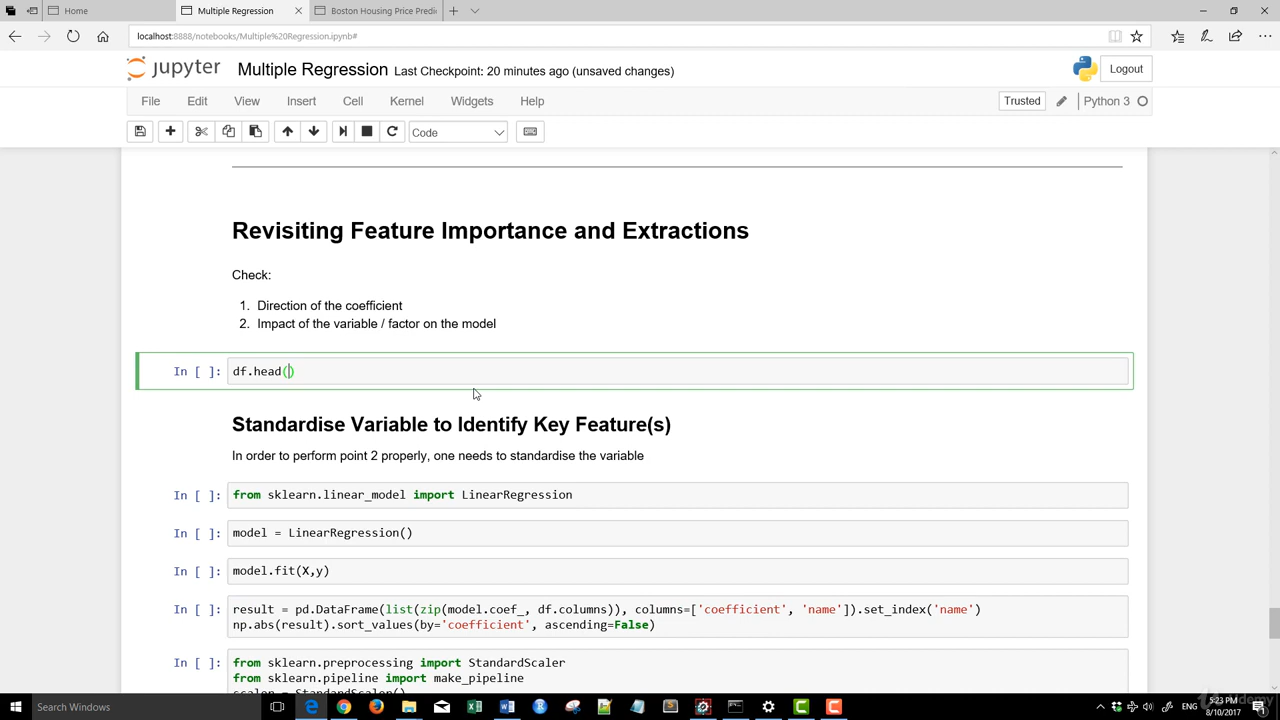 Home
Multiple Regression
Boston Housing Price Predi
localhost:8888/notebooks/Multiple%20Regression.ipynb#
jupyter Multiple Regression Last Checkpoint: 20 minutes ago (unsaved changes)
Logout
File Edit View Insert Cell Kernel Widgets Help
Trusted
Python 3
Code
Revisiting Feature Importance and Extractions
Check:
1. Direction of the coefficient
2. Impact of the variable / factor on the model
In [ ]: df.head()
Standardise Variable to Identify Key Feature(s)
In order to perform point 2 properly, one needs to standardise the variable
In [ ]: from sklearn.linear_model import LinearRegression
In [ ]: model = LinearRegression()
In [ ]: model.fit(X,y)
In [ ]: result = pd.DataFrame(list(zip(model.coef_, df.columns)), columns=['coefficient', 'name']).set_index('name')
np.abs(result).sort_values(by='coefficient', ascending=False)
In [ ]: from sklearn.preprocessing import StandardScaler
from sklearn.pipeline import make_pipeline
scaler = StandardScaler()
Search Windows
ENG
5:23 PM
8/10/2017